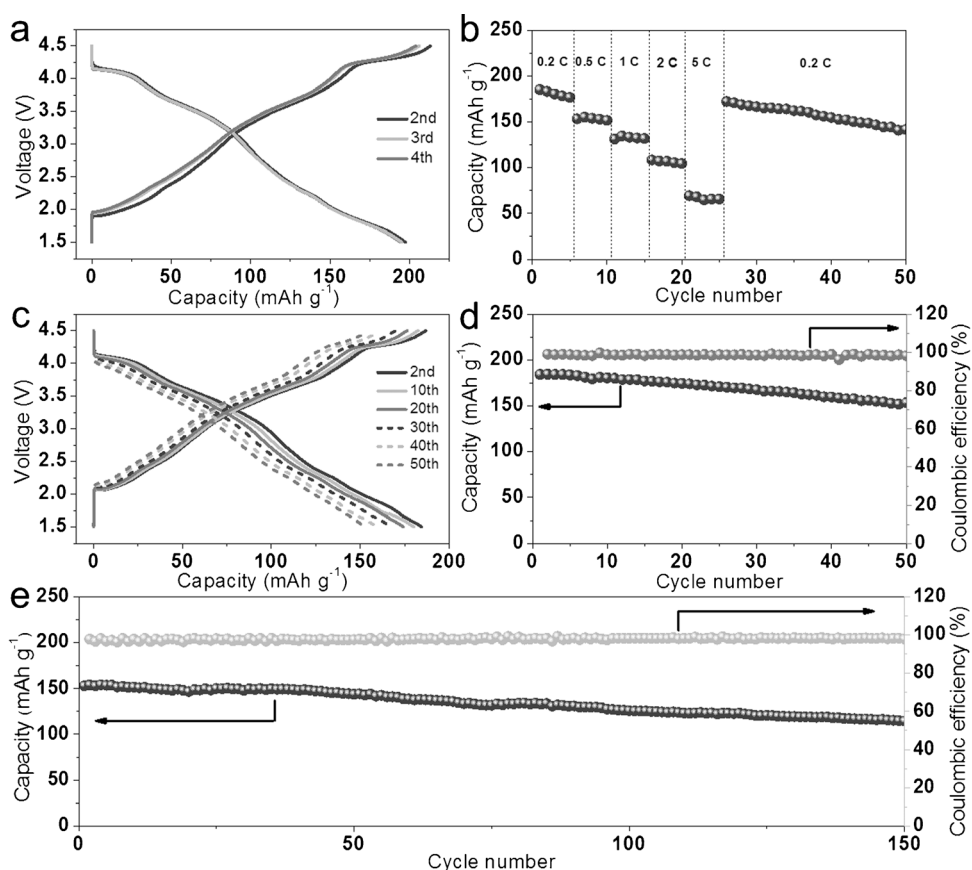 a
4.5
4.0
3.5
3.0
2.5
2.0
1.5
Voltage (V)
2nd
3rd
4th
0 50 100 150 200
Capacity (mAh g-1)
b
250
200
150
100
50
0
Capacity (mAh g-1)
0.2 C 0.5 C 1 C 2 C 5 C 0.2 C
0 10 20 30 40 50
Cycle number
c
4.5
4.0
3.5
3.0
2.5
2.0
1.5
Voltage (V)
2nd
10th
20th
30th
40th
50th
0 50 100 150 200
Capacity (mAh g-1)
d
250
200
150
100
50
0
Capacity (mAh g-1)
120
100
80
60
40
20
0
Coulombic efficiency (%)
0 10 20 30 40 50
Cycle number
e
250
200
150
100
50
0
Capacity (mAh g-1)
120
100
80
60
40
20
0
Coulombic efficiency (%)
0 50 100 150
Cycle number